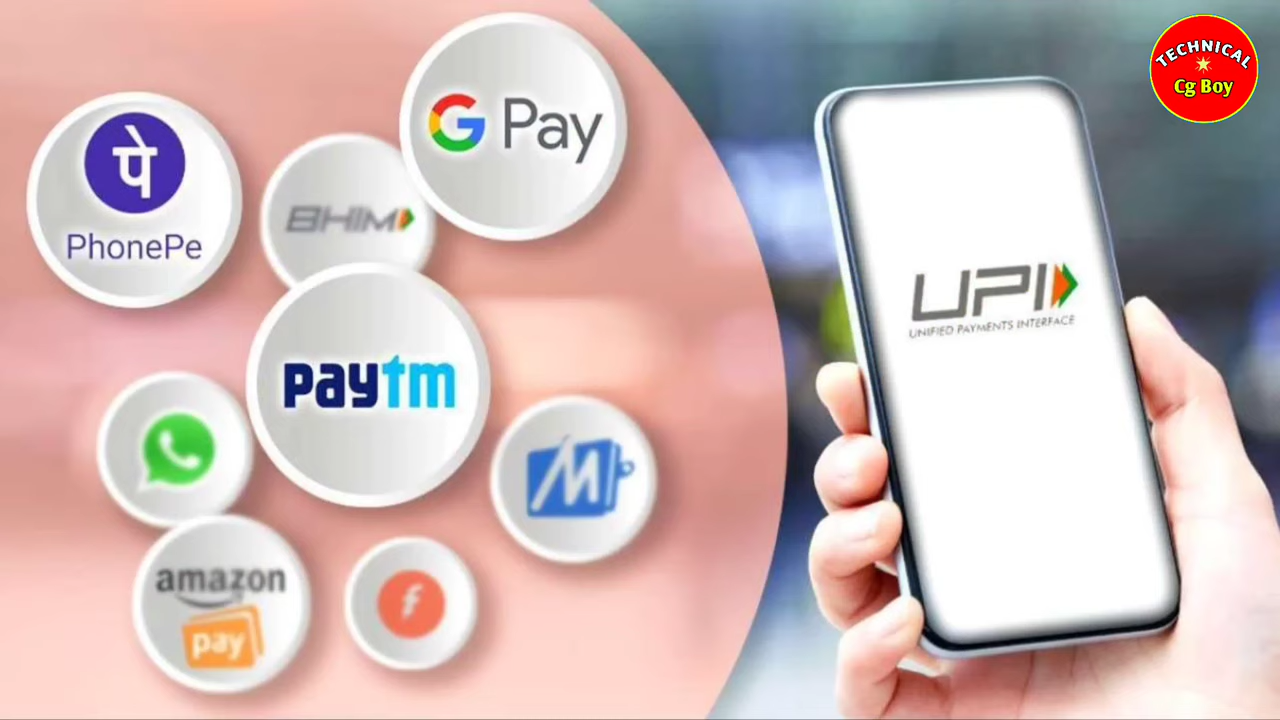 G Pay
पे
PhonePe
BHIM
paytm
M
amazon
pay
f
UPI
UNIFIED PAYMENTS INTERFACE
TECHNICAL
Cg Boy